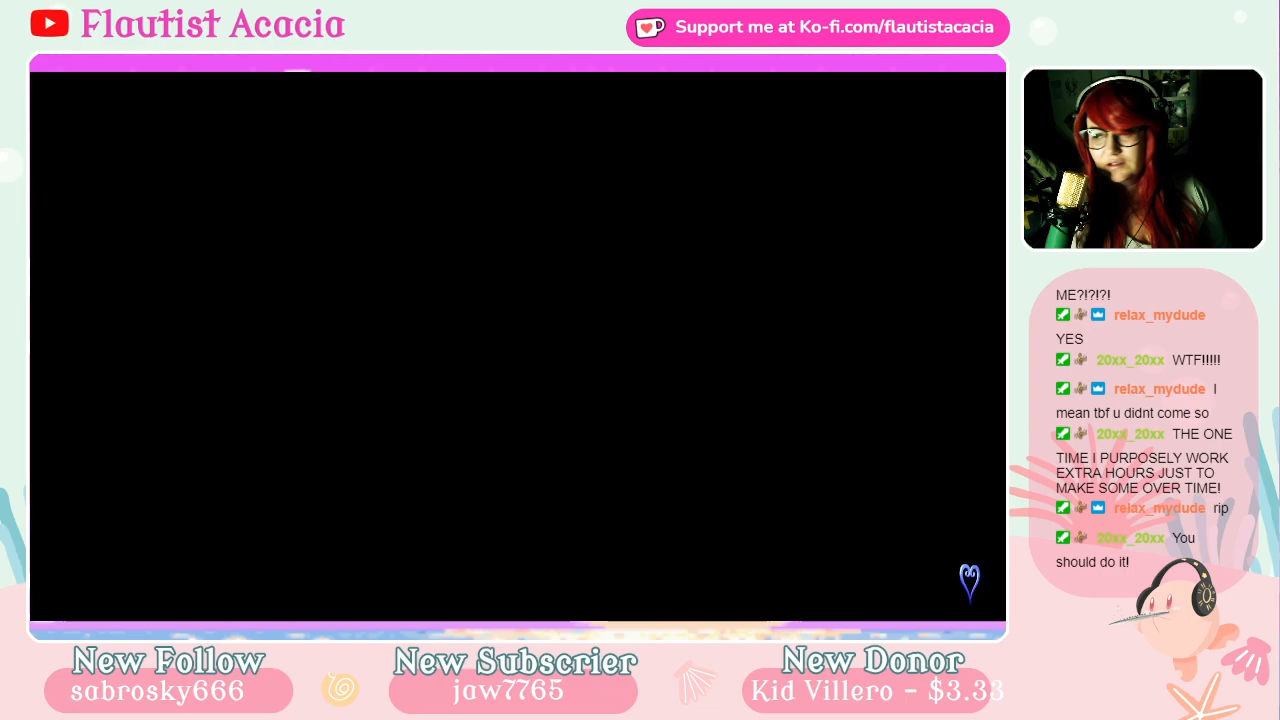 Flautist Acacia
Support me at Ko-fi.com/flautistacacia
ME?!?!?!
relax_mydude
YES
20xx_20xx WTF!!!!!
relax_mydude I
mean tbf u didnt come so
20xx_20xx THE ONE
TIME I PURPOSELY WORK
EXTRA HOURS JUST TO
MAKE SOME OVER TIME!
relax_mydude rip
20xx_20xx You
should do it!
New Follow
sabrosky666
New Subscrier
jaw7765
New Donor
Kid Villero - $3.33